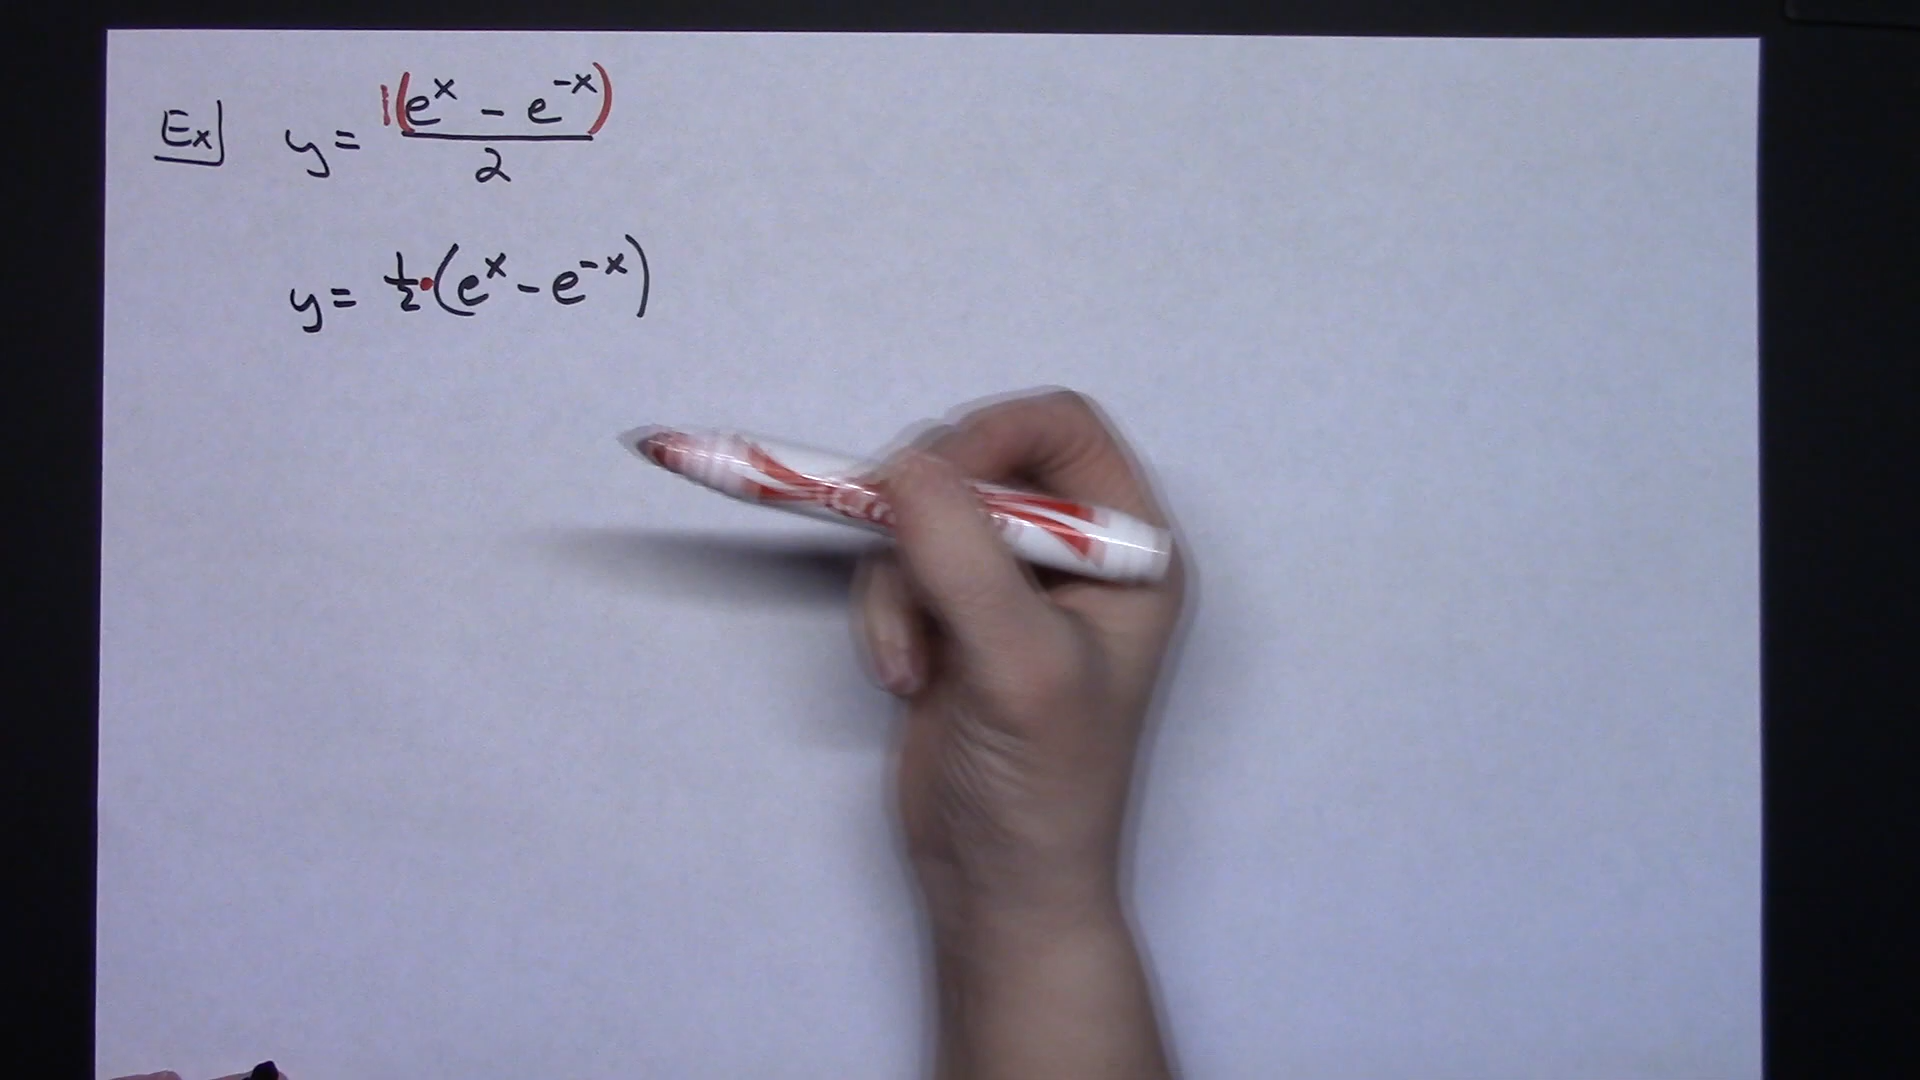 Ex y = 1(e^x - e^-x)/2
y = 1/2 · (e^x - e^-x)